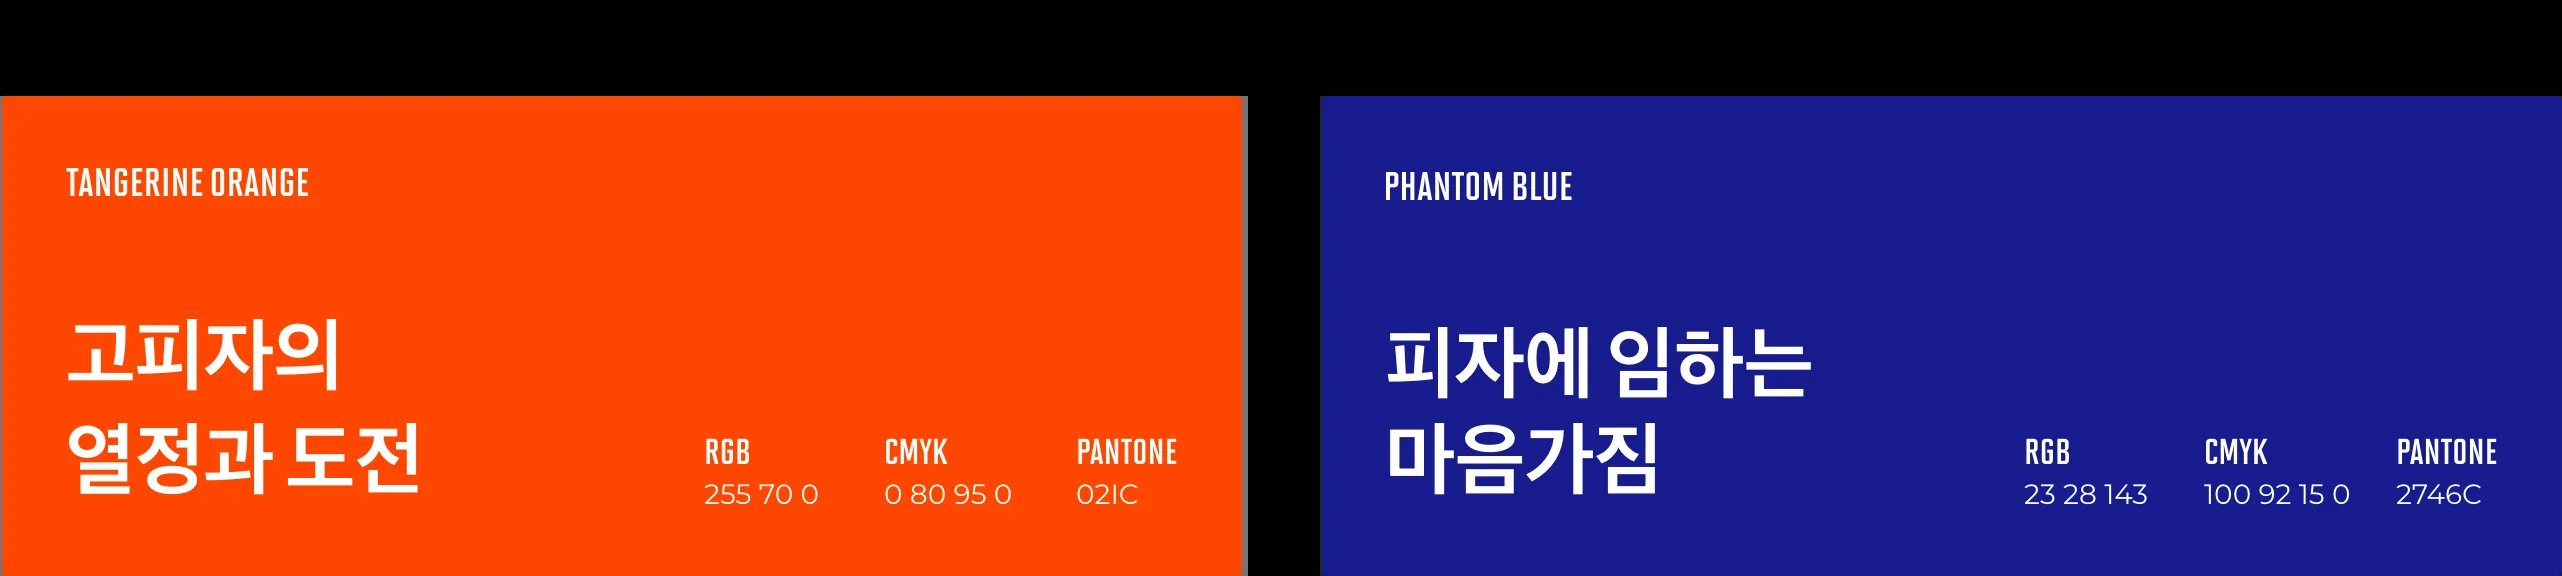 TANGERINE ORANGE
고피자의
열정과 도전
RGB
255 70 0
CMYK
0 80 95 0
PANTONE
02IC
PHANTOM BLUE
피자에 임하는
마음가짐
RGB
23 28 143
CMYK
100 92 15 0
PANTONE
2746C